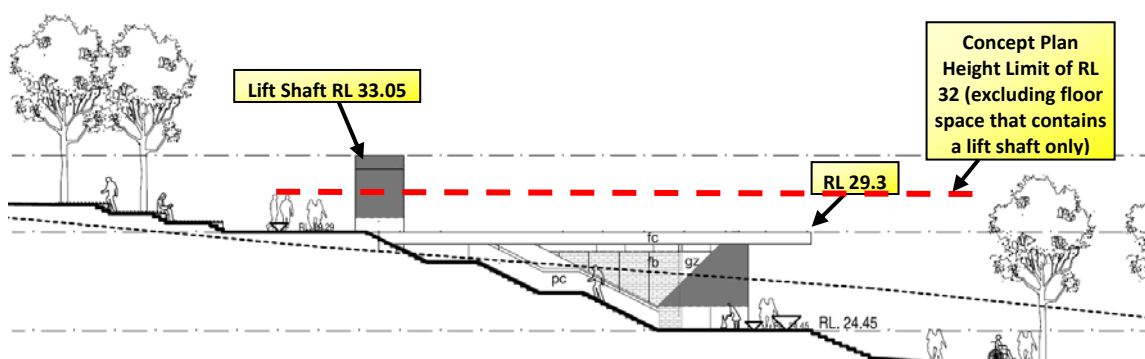 Concept Plan
Height Limit of RL
32 (excluding floor
space that contains
a lift shaft only)
Lift Shaft RL 33.05
RL 29.3
fc
fb
gz
pc
RL. 24.45